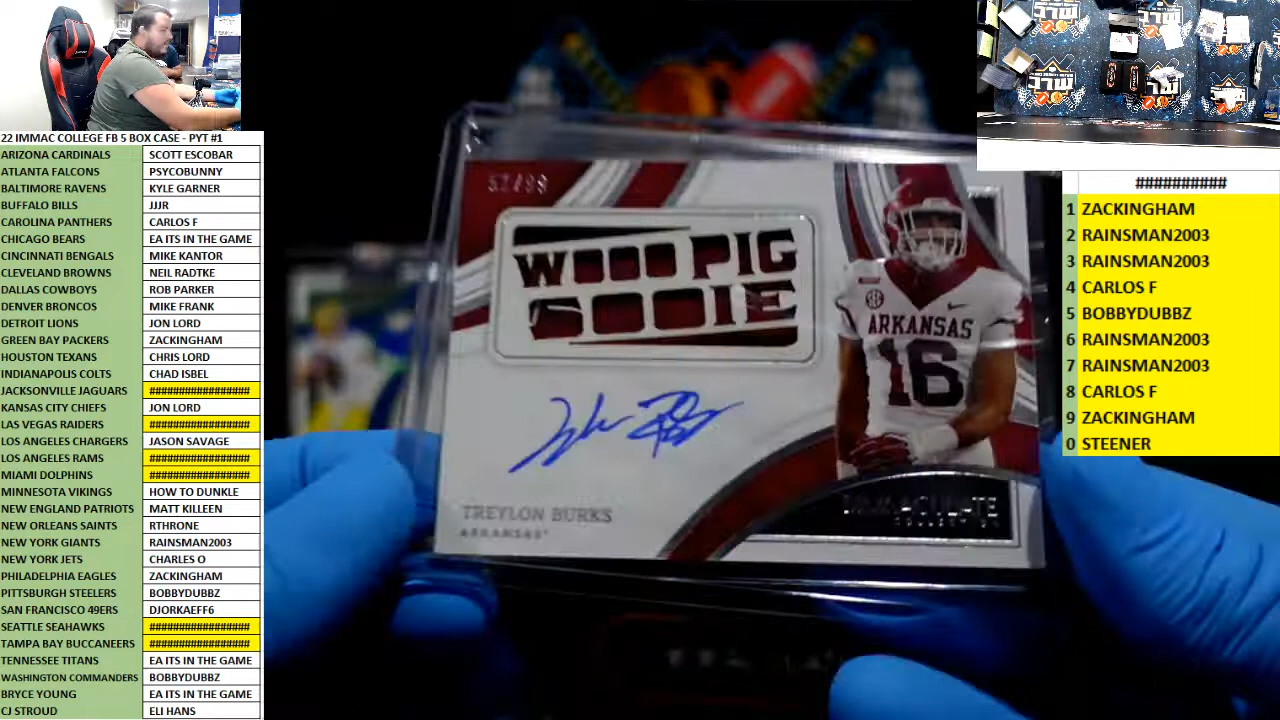 22 IMMAC COLLEGE FB 5 BOX CASE - PYT #1
ARIZONA CARDINALS SCOTT ESCOBAR
ATLANTA FALCONS PSYCOBUNNY
BALTIMORE RAVENS KYLE GARNER
BUFFALO BILLS JJJR
CAROLINA PANTHERS CARLOS F
CHICAGO BEARS EA ITS IN THE GAME
CINCINNATI BENGALS MIKE KANTOR
CLEVELAND BROWNS NEIL RADTKE
DALLAS COWBOYS ROB PARKER
DENVER BRONCOS MIKE FRANK
DETROIT LIONS JON LORD
GREEN BAY PACKERS ZACKINGHAM
HOUSTON TEXANS CHRIS LORD
INDIANAPOLIS COLTS CHAD ISBEL
JACKSONVILLE JAGUARS #################
KANSAS CITY CHIEFS JON LORD
LAS VEGAS RAIDERS #################
LOS ANGELES CHARGERS JASON SAVAGE
LOS ANGELES RAMS #################
MIAMI DOLPHINS #################
MINNESOTA VIKINGS HOW TO DUNKLE
NEW ENGLAND PATRIOTS MATT KILLEEN
NEW ORLEANS SAINTS RTHRONE
NEW YORK GIANTS RAINSMAN2003
NEW YORK JETS CHARLES O
PHILADELPHIA EAGLES ZACKINGHAM
PITTSBURGH STEELERS BOBBYDUBBZ
SAN FRANCISCO 49ERS DJORKAEFF6
SEATTLE SEAHAWKS #################
TAMPA BAY BUCCANEERS #################
TENNESSEE TITANS EA ITS IN THE GAME
WASHINGTON COMMANDERS BOBBYDUBBZ
BRYCE YOUNG EA ITS IN THE GAME
CJ STROUD ELI HANS
WOOO PIG
SOOIE
ARKANSAS
16
TREYLON BURKS
ARKANSAS
IMMACULATE
COLLECTION
##########
1 ZACKINGHAM
2 RAINSMAN2003
3 RAINSMAN2003
4 CARLOS F
5 BOBBYDUBBZ
6 RAINSMAN2003
7 RAINSMAN2003
8 CARLOS F
9 ZACKINGHAM
0 STEENER